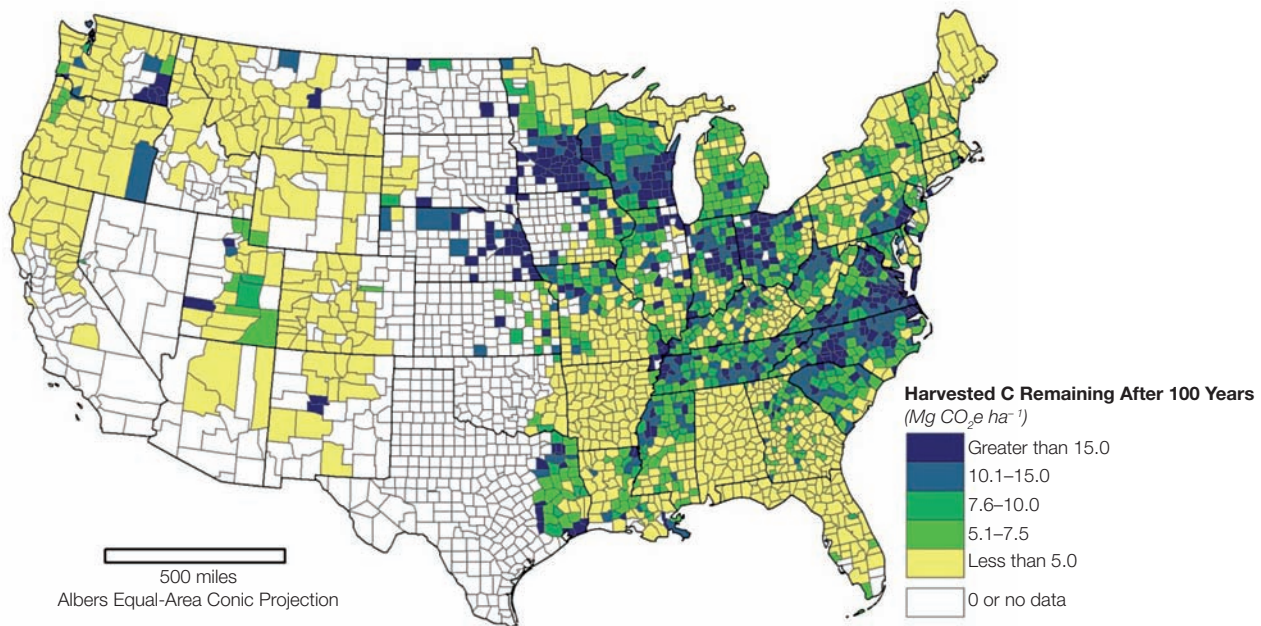 Harvested C Remaining After 100 Years
(Mg CO₂e ha⁻¹)
Greater than 15.0
10.1–15.0
7.6–10.0
5.1–7.5
Less than 5.0
0 or no data
500 miles
Albers Equal-Area Conic Projection